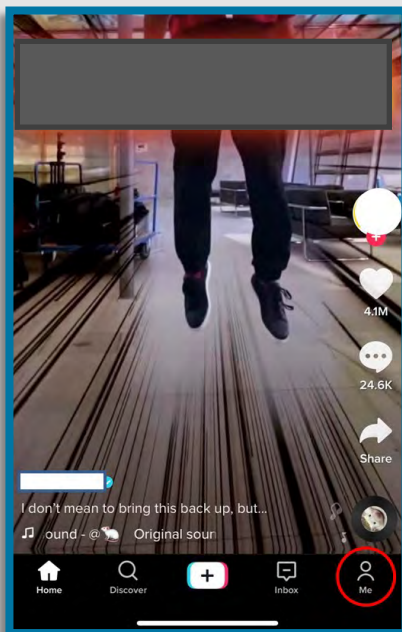 4.1M
24.6K
Share
I don't mean to bring this back up, but...
ound - @🐀 Original sour
Home Discover Inbox Me